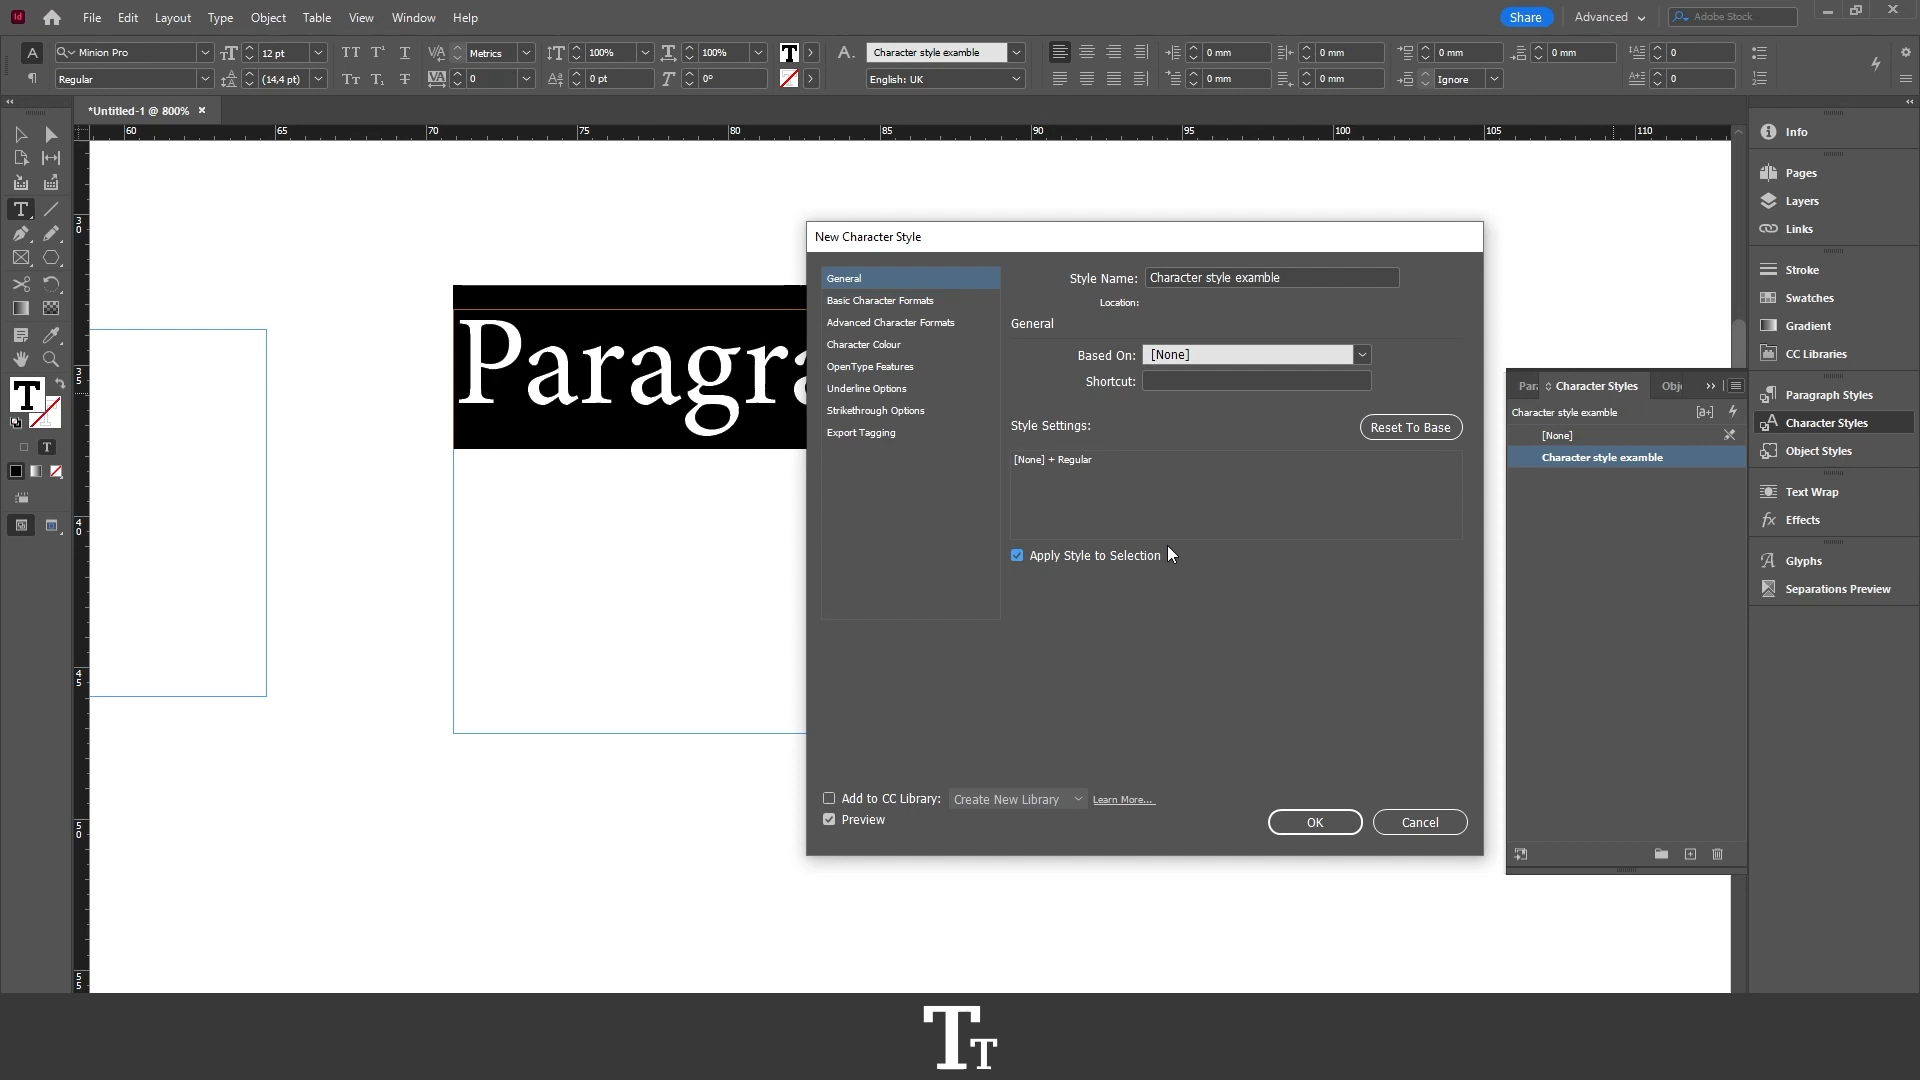 File Edit Layout Type Object Table View Window Help
Share Advanced Adobe Stock
Minion Pro 12 pt Metrics 100% 100% Character style examble 0 mm 0 mm 0 mm 0 mm 0
Regular (14,4 pt) 0 0 pt 0° English: UK 0 mm 0 mm Ignore 0
*Untitled-1 @ 800%
60 65 70 75 80 85 90 95 100 105 110
30
35
40
45
50
55
Paragra
New Character Style
General
Basic Character Formats
Advanced Character Formats
Character Colour
OpenType Features
Underline Options
Strikethrough Options
Export Tagging
Style Name: Character style examble
Location:
General
Based On: [None]
Shortcut:
Style Settings: Reset To Base
[None] + Regular
Apply Style to Selection
Add to CC Library: Create New Library Learn More...
Preview
OK Cancel
Par Character Styles Obj
Character style examble
[None]
Character style examble
Info
Pages
Layers
Links
Stroke
Swatches
Gradient
CC Libraries
Paragraph Styles
Character Styles
Object Styles
Text Wrap
Effects
Glyphs
Separations Preview
TT